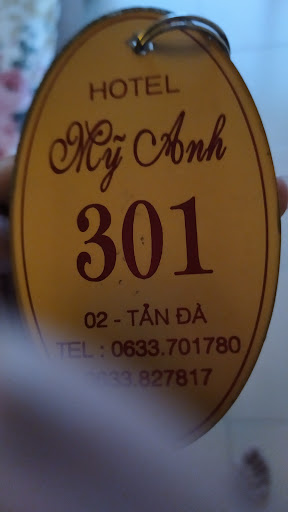 HOTEL
Mỹ Anh
301
02 - TẢN ĐÀ
TEL : 0633.701780
0633.827817